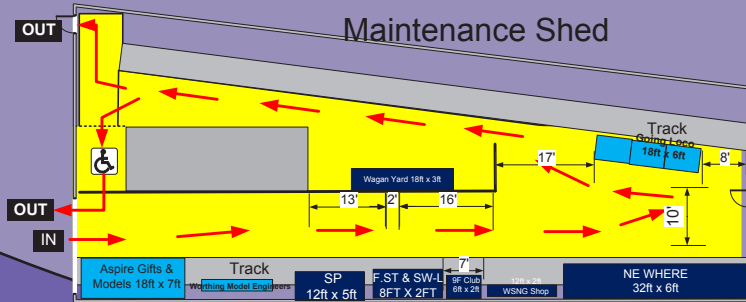 Maintenance Shed
OUT
Track
Going Loco
18ft x 6ft
8'
17'
Wagan Yard 18ft x 3ft
13'
2'
16'
10'
OUT
IN
Aspire Gifts &
Models 18ft x 7ft
Track
Worthing Model Engineers
SP
12ft x 5ft
F.ST & SW-L
8FT X 2FT
7'
9F Club
6ft x 2ft
12ft x 2ft
WSNG Shop
NE WHERE
32ft x 6ft